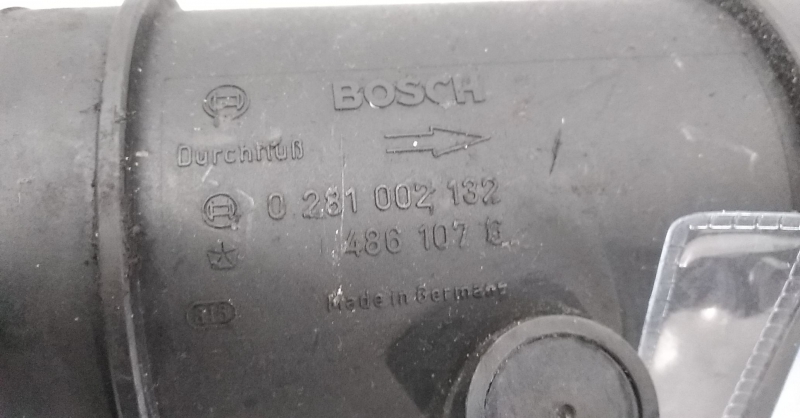 BOSCH
Durchfluß
0 281 002 132
486 107 E
Made in Germany